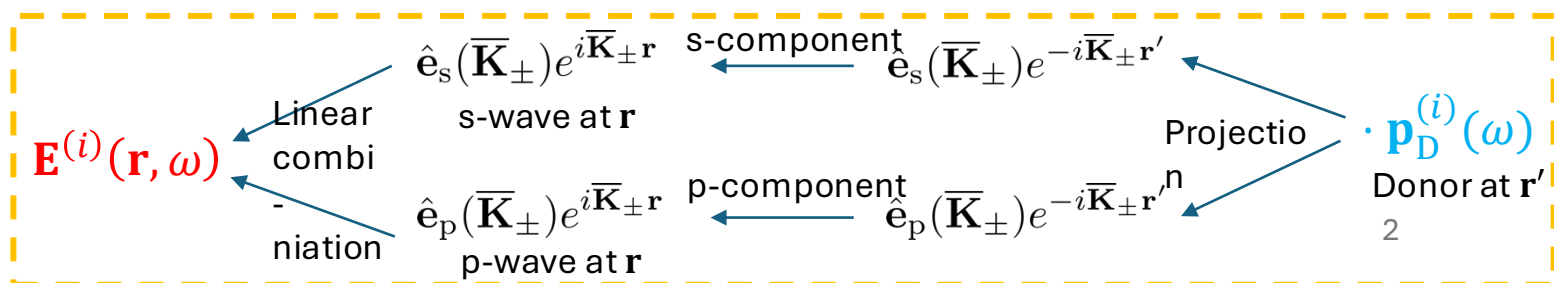 ê_s(K̅_±)e^{iK̅_± r}
s-component
ê_s(K̅_±)e^{-iK̅_± r′}
s-wave at r
Linear
combi
-
niation
E^{(i)}(r, ω)
Projectio
n
· p_D^{(i)}(ω)
Donor at r′
ê_p(K̅_±)e^{iK̅_± r}
p-component
ê_p(K̅_±)e^{-iK̅_± r′}
p-wave at r
2